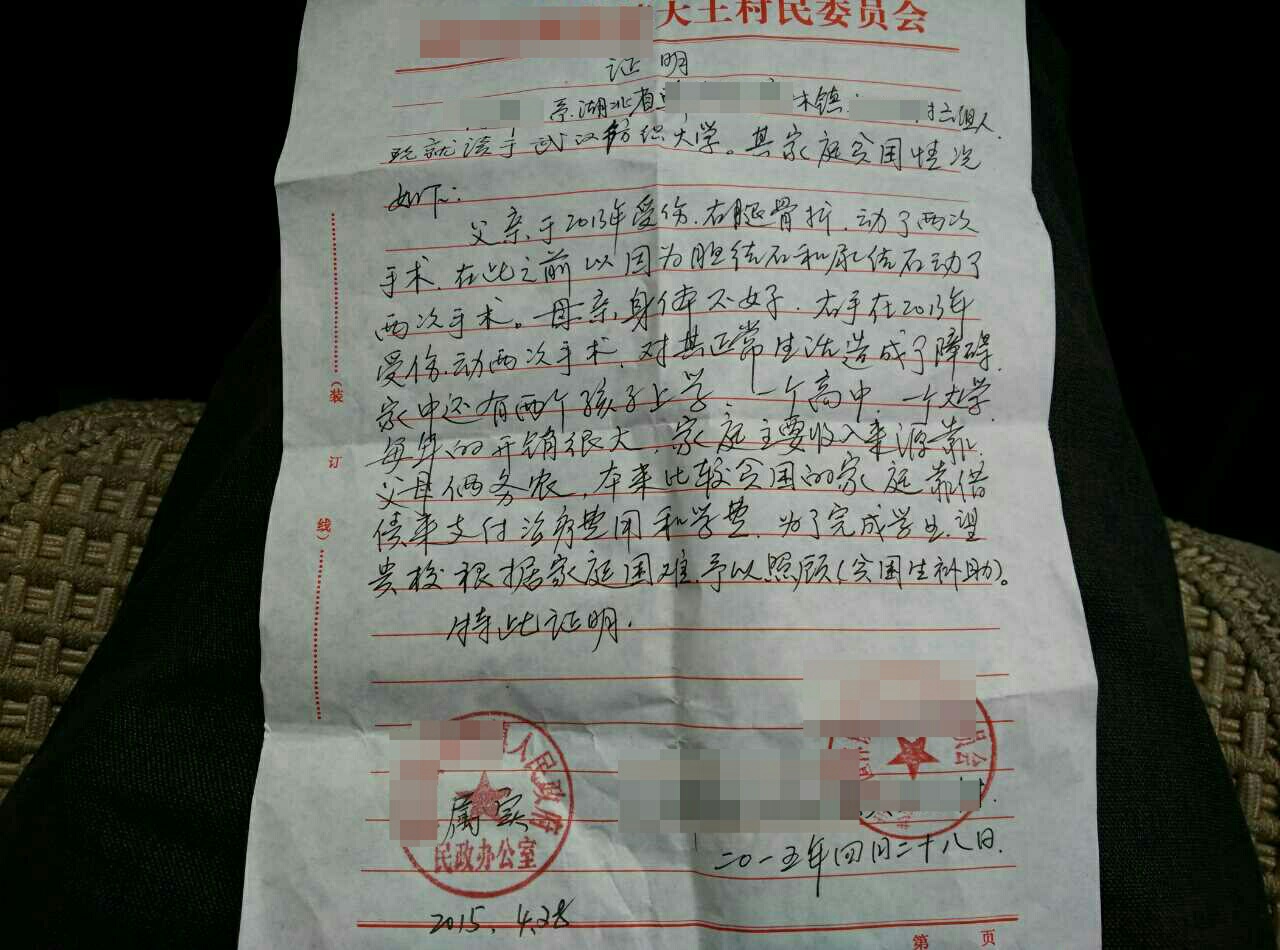 天王村民委员会
证明
系湖北省 木镇 村六组人
现就读于武汉纺织大学。其家庭贫困情况
如下:
父亲于2013年受伤,右腿骨折,动了两次
手术,在此之前以因为胆结石和尿结石动了
两次手术。母亲身体不好,右手在2013年
受伤,动两次手术,对其正常生活造成了障碍,
家中还有两个孩子上学,一个高中,一个大学,
每年的开销很大,家庭主要收入来源靠
父母俩务农,本来比较贫困的家庭靠借
债来支付治疗费用和学费,为了完成学业,望
贵校根据家庭困难,予以照顾(贫困生补助)。
特此证明.
(装订线)
人民政府
民政办公室
属实
2015.4.28
员会
村.
二〇一五年四月二十八日.
第 页